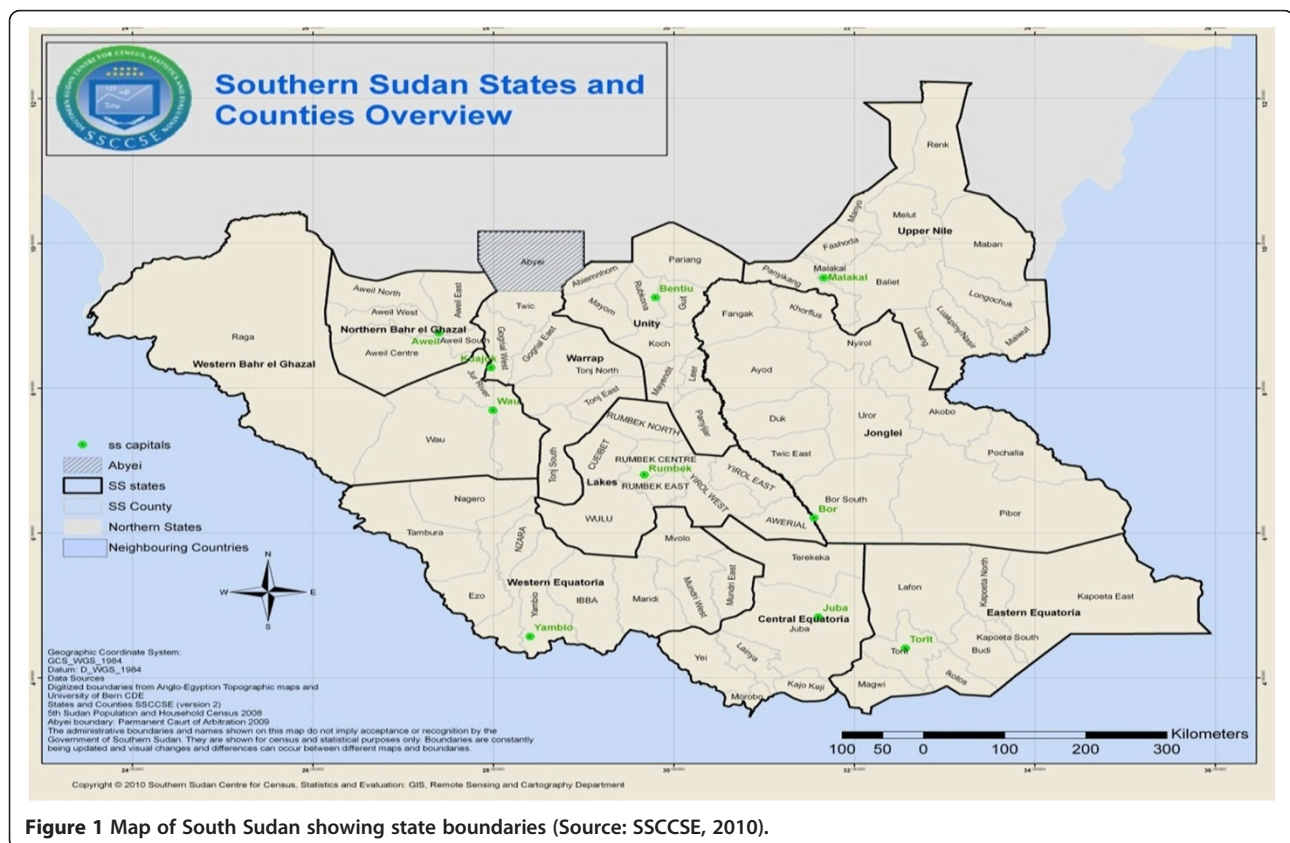 Southern Sudan States and
Counties Overview
SOUTHERN SUDAN CENTRE FOR CENSUS, STATISTICS AND EVALUATION
SSCCSE
Renk
Manyo
Melut
Upper Nile
Fashoda
Maban
Abyei
Pariang
Panyikang
Malakal
Malakal
Baliet
Abiemnhom
Aweil North
Aweil East
Rubkona
Bentiu
Guit
Longochuk
Twic
Mayom
Fangak
Khorflus
Luakpiny/Nasir
Maiwut
Aweil West
Northern Bahr el Ghazal
Unity
Ulang
Raga
Aweil
Aweil South
Gogrial West
Gogrial East
Koch
Nyirol
Aweil Centre
Kuajok
Warrap
Western Bahr el Ghazal
Tonj North
Mayendit
Leer
Ayod
Jur River
Tonj East
Wau
Panyijar
Duk
Uror
Akobo
RUMBEK NORTH
Jonglei
Wau
CUEIBET
RUMBEK CENTRE
Twic East
Pochalla
Tonj South
Rumbek
YIROL EAST
Lakes
RUMBEK EAST
YIROL WEST
Bor South
Nagero
Bor
Pibor
WULU
AWERIAL
Tambura
NZARA
Mvolo
Terekeka
Western Equatoria
Lafon
Kapoeta North
Kapoeta East
Ezo
Yambio
IBBA
Maridi
Mundri West
Mundri East
Juba
Eastern Equatoria
Central Equatoria
Yambio
Juba
Torit
Kapoeta South
Torit
Budi
Yei
Lainya
Ikotos
Morobo
Kajo Keji
Magwi
ss capitals
Abyei
SS states
SS County
Northern States
Neighbouring Countries
N
W
E
S
Geographic Coordinate System:
GCS_WGS_1984
Datum: D_WGS_1984
Data Sources
Digitized boundaries from Anglo-Egyption Topographic maps and
University of Bern CDE
States and Counties SSCCSE (version 2)
5th Sudan Population and Household Census 2008
Abyei boundary: Parmanent Caurt of Arbitration 2009
The administrative boundaries and names shown on this map do not imply acceptance or recognition by the
Government of Southern Sudan. They are shown for census and statistical purposes only. Boundaries are constantly
being updated and visual changes and differences can occur between different maps and boundaries.
Kilometers
100 50 0 100 200 300
Copyright © 2010 Southern Sudan Centre for Census, Statistics and Evaluation: GIS, Remote Sensing and Cartography Department
Figure 1 Map of South Sudan showing state boundaries (Source: SSCCSE, 2010).